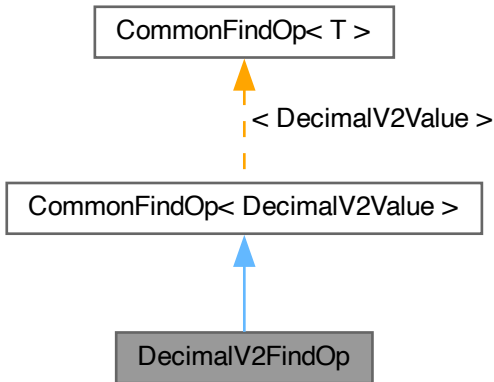 CommonFindOp< T >
< DecimalV2Value >
CommonFindOp< DecimalV2Value >
DecimalV2FindOp